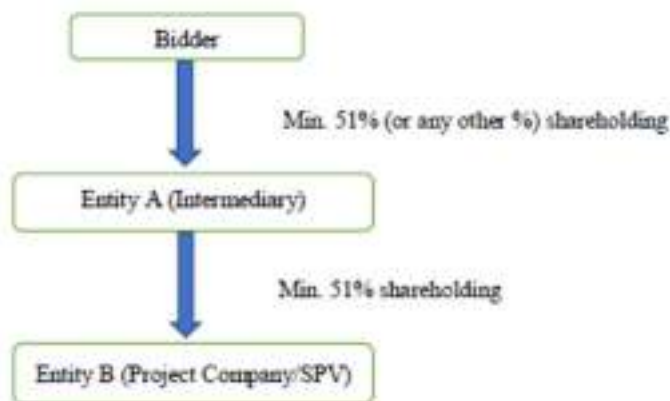 Bidder
Min. 51% (or any other %) shareholding
Entity A (Intermediary)
Min. 51% shareholding
Entity B (Project Company/SPV)